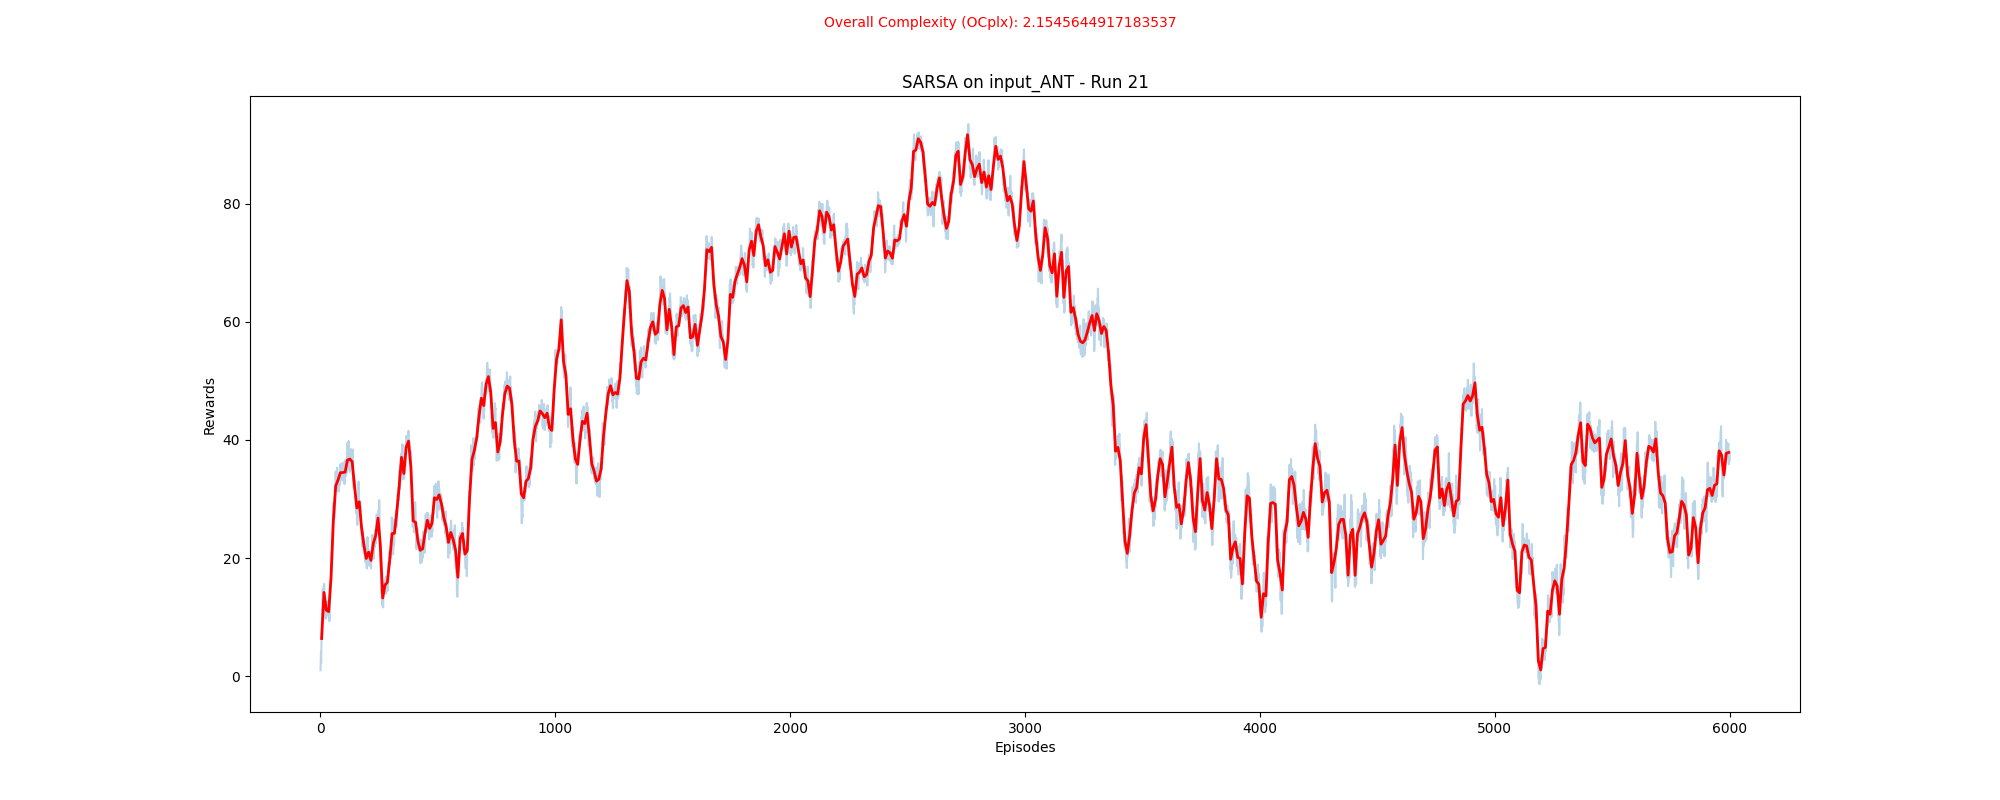 Overall Complexity (OCplx): 2.1545644917183537
SARSA on input_ANT - Run 21
Rewards
80
60
40
20
0
0 1000 2000 3000 4000 5000 6000
Episodes